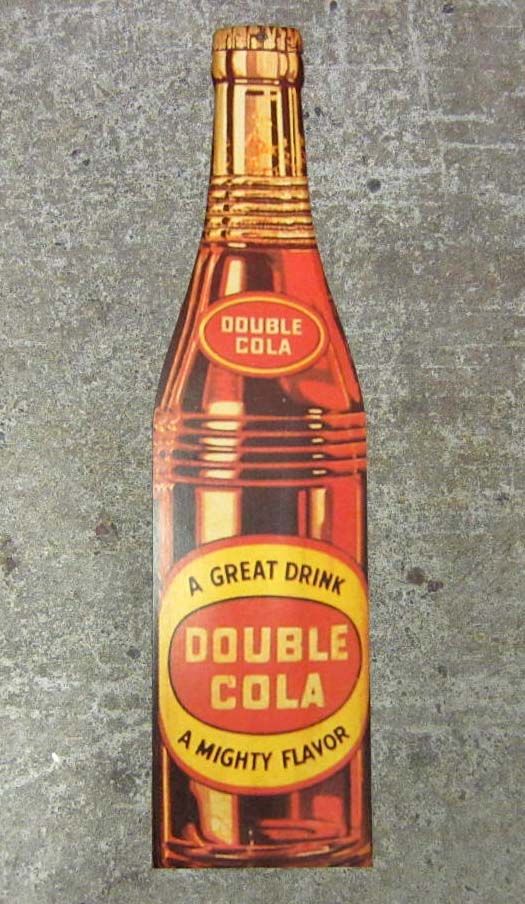 DOUBLE
COLA
A GREAT DRINK
DOUBLE
COLA
A MIGHTY FLAVOR